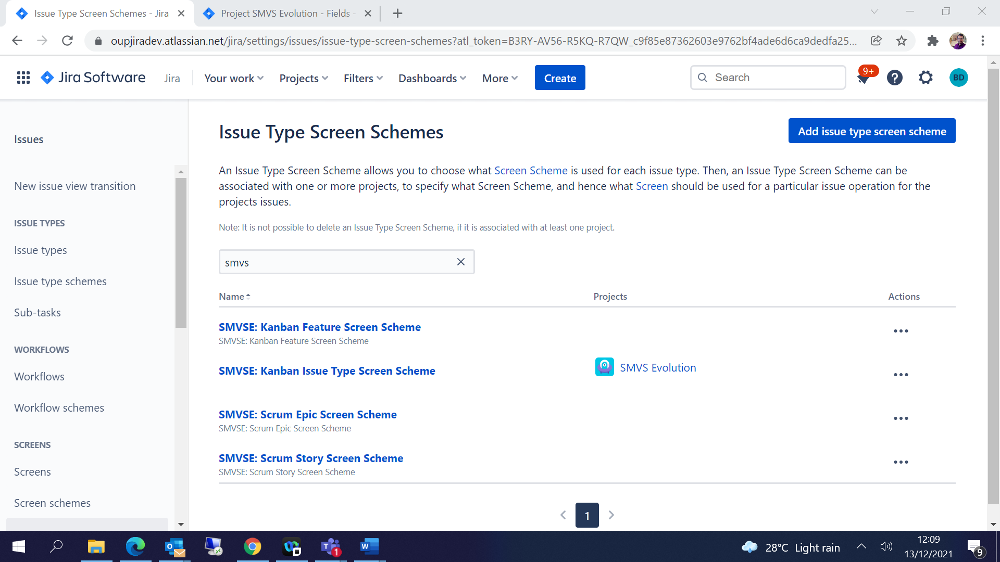 Issue Type Screen Schemes - Jira
Project SMVS Evolution - Fields -
oupjiradev.atlassian.net/jira/settings/issues/issue-type-screen-schemes?atl_token=B3RY-AV56-R5KQ-R7QW_c9f85e87362603e9762bf4ade6d6ca9dedfa25...
Jira Software
Jira
Your work
Projects
Filters
Dashboards
More
Create
Search
9+
BD
Issues
New issue view transition
ISSUE TYPES
Issue types
Issue type schemes
Sub-tasks
WORKFLOWS
Workflows
Workflow schemes
SCREENS
Screens
Screen schemes
Issue Type Screen Schemes
Add issue type screen scheme
An Issue Type Screen Scheme allows you to choose what Screen Scheme is used for each issue type. Then, an Issue Type Screen Scheme can be
associated with one or more projects, to specify what Screen Scheme, and hence what Screen should be used for a particular issue operation for the
projects issues.
Note: It is not possible to delete an Issue Type Screen Scheme, if it is associated with at least one project.
smvs
Name Projects Actions
SMVSE: Kanban Feature Screen Scheme
SMVSE: Kanban Feature Screen Scheme
SMVSE: Kanban Issue Type Screen Scheme
SMVS Evolution
SMVSE: Scrum Epic Screen Scheme
SMVSE: Scrum Epic Screen Scheme
SMVSE: Scrum Story Screen Scheme
SMVSE: Scrum Story Screen Scheme
1
28°C Light rain
12:09
13/12/2021
9
1